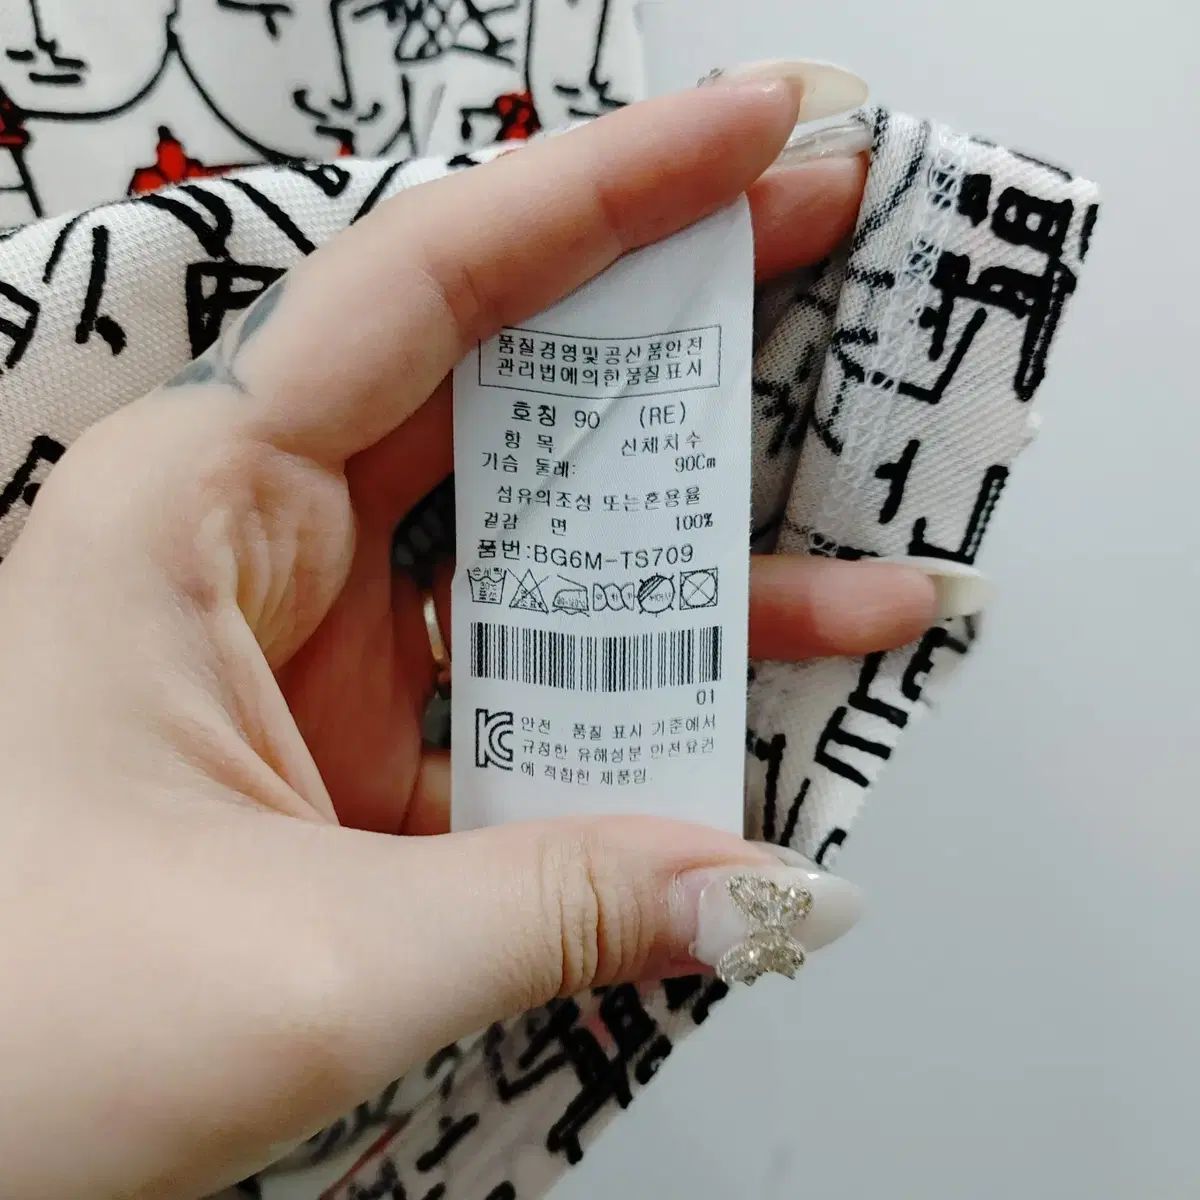 품질경영및공산품안전
관리법에의한품질표시
호칭 90 (RE)
항 목 신체치수
가슴 둘레: 90Cm
섬유의조성 또는혼용율
겉감 면 100%
품번:BG6M-TS709
01
안전·품질 표시 기준에서
규정한 유해성분 안전요건
에 적합한 제품임.